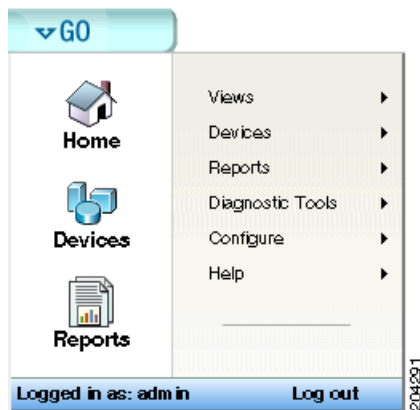 GO
Home
Devices
Reports
Views
Devices
Reports
Diagnostic Tools
Configure
Help
Logged in as: admin
Log out
204291